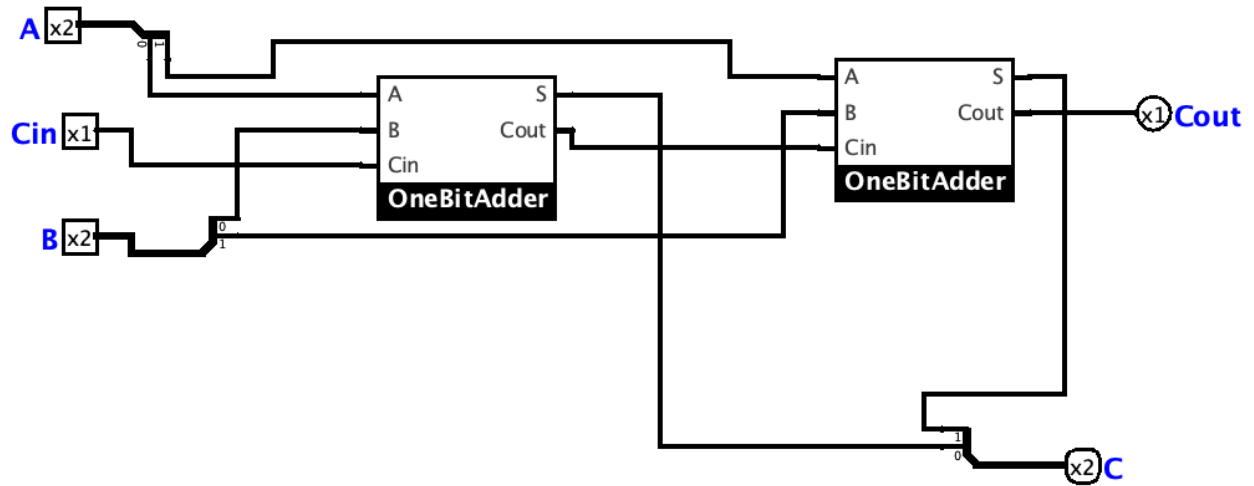 A x2
0 1
Cin x1
B x2
0
1
A S
B Cout
Cin
OneBitAdder
A S
B Cout
Cin
OneBitAdder
x1 Cout
1
0
x2 C